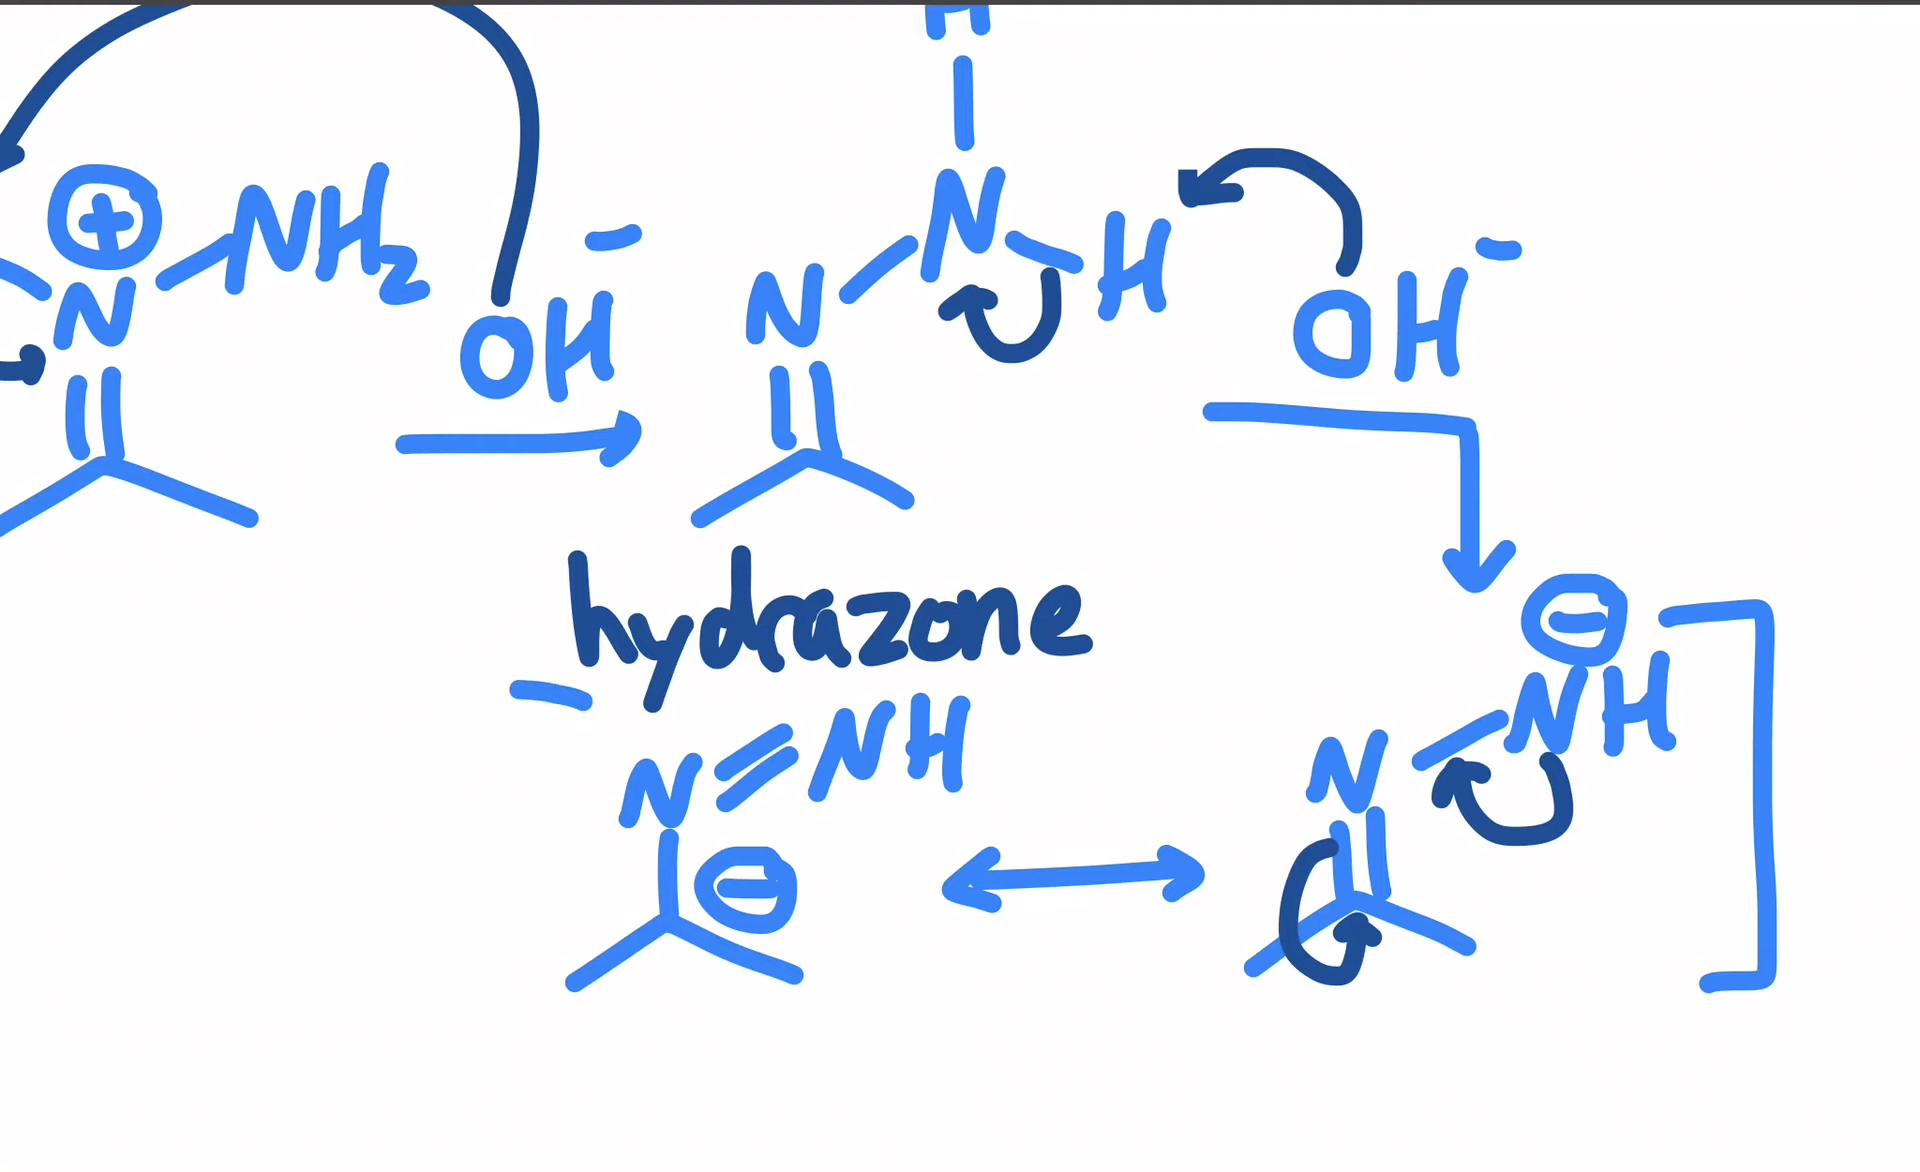 H
⊕
N NH2
OH -
N N H
OH -
hydrazone
⊖
- N = NH
N NH
⊖